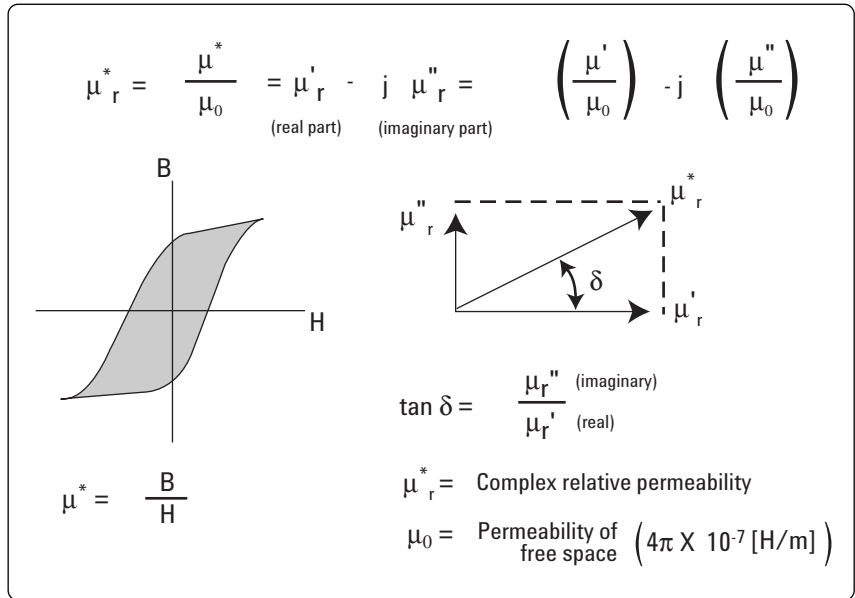 μ*r = μ*/μ0 = μ'r - j μ"r = (μ'/μ0) - j (μ"/μ0)
(real part) (imaginary part)
B
H
μ"r
μ*r
δ
μ'r
tan δ = μr" (imaginary) / μr' (real)
μ* = B/H
μ*r = Complex relative permeability
μ0 = Permeability of free space (4π X 10-7 [H/m])